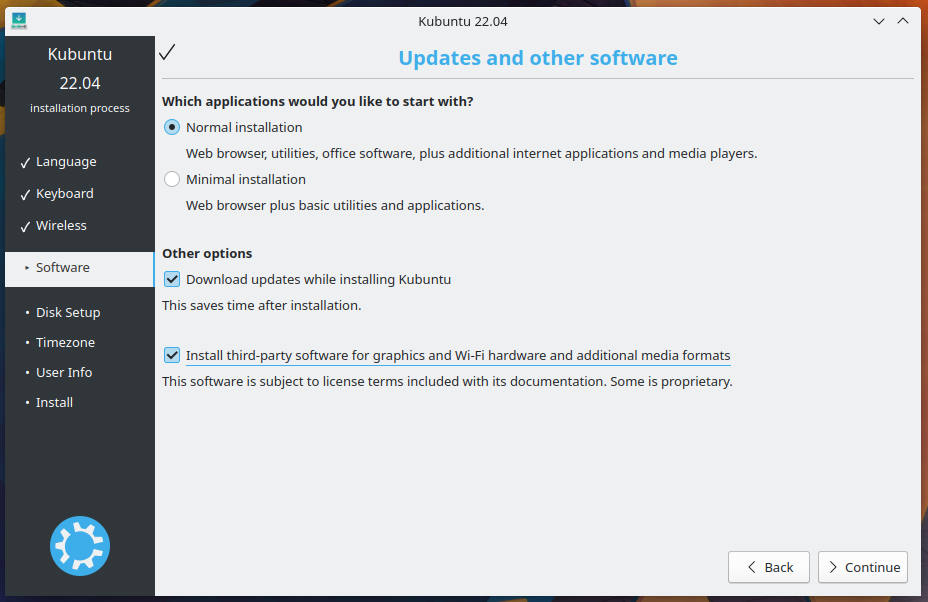 Kubuntu 22.04
Kubuntu
22.04
installation process
Language
Keyboard
Wireless
Software
Disk Setup
Timezone
User Info
Install
Updates and other software
Which applications would you like to start with?
Normal installation
Web browser, utilities, office software, plus additional internet applications and media players.
Minimal installation
Web browser plus basic utilities and applications.
Other options
Download updates while installing Kubuntu
This saves time after installation.
Install third-party software for graphics and Wi-Fi hardware and additional media formats
This software is subject to license terms included with its documentation. Some is proprietary.
Back
Continue